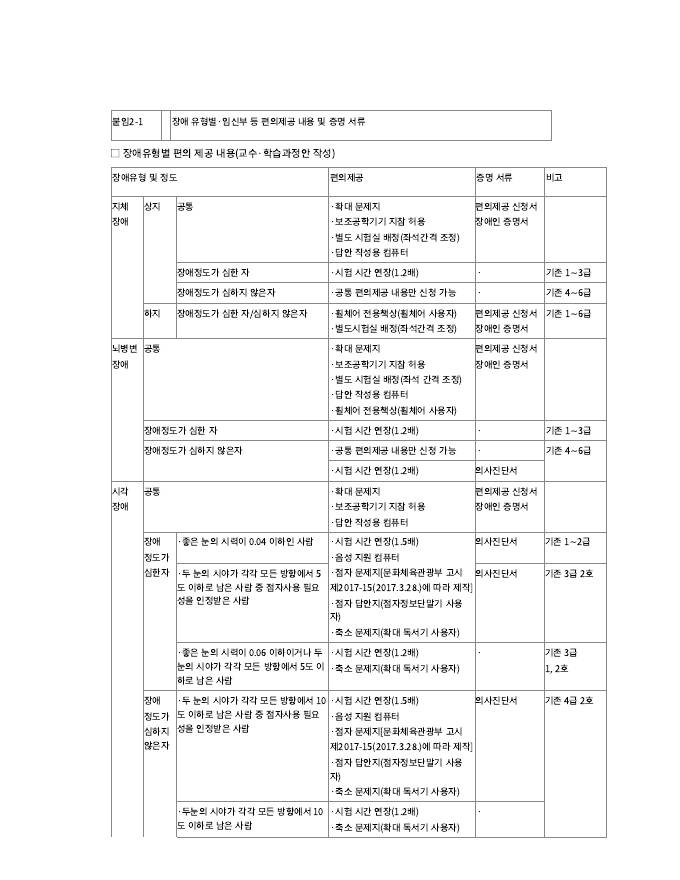 붙임2-1 장애 유형별·임신부 등 편의제공 내용 및 증명 서류
□ 장애유형별 편의 제공 내용(교수·학습과정안 작성)
장애유형 및 정도 편의제공 증명 서류 비고
지체 상지 공통 ·확대 문제지 편의제공 신청서
장애 ·보조공학기기 지참 허용 장애인 증명서
·별도 시험실 배정(좌석간격 조정)
·답안 작성용 컴퓨터
장애정도가 심한 자 ·시험 시간 연장(1.2배) · 기존 1~3급
장애정도가 심하지 않은자 ·공통 편의제공 내용만 신청 가능 · 기존 4~6급
하지 장애정도가 심한 자/심하지 않은자 ·휠체어 전용책상(휠체어 사용자) 편의제공 신청서 기존 1~6급
·별도시험실 배정(좌석간격 조정) 장애인 증명서
뇌병변 공통 ·확대 문제지 편의제공 신청서
장애 ·보조공학기기 지참 허용 장애인 증명서
·별도 시험실 배정(좌석 간격 조정)
·답안 작성용 컴퓨터
·휠체어 전용책상(휠체어 사용자)
장애정도가 심한 자 ·시험 시간 연장(1.2배) · 기존 1~3급
장애정도가 심하지 않은자 ·공통 편의제공 내용만 신청 가능 · 기존 4~6급
·시험 시간 연장(1.2배) 의사진단서
시각 공통 ·확대 문제지 편의제공 신청서
장애 ·보조공학기기 지참 허용 장애인 증명서
·답안 작성용 컴퓨터
장애 ·좋은 눈의 시력이 0.04 이하인 사람 ·시험 시간 연장(1.5배) 의사진단서 기존 1~2급
정도가 ·음성 지원 컴퓨터
심한자 ·두 눈의 시야가 각각 모든 방향에서 5 ·점자 문제지[문화체육관광부 고시 의사진단서 기존 3급 2호
도 이하로 남은 사람 중 점자사용 필요 제2017-15(2017.3.28.)에 따라 제작]
성을 인정받은 사람 ·점자 답안지(점자정보단말기 사용
자)
·축소 문제지(확대 독서기 사용자)
·좋은 눈의 시력이 0.06 이하이거나 두 ·시험 시간 연장(1.2배) · 기존 3급
눈의 시야가 각각 모든 방향에서 5도 이 ·축소 문제지(확대 독서기 사용자) 1, 2호
하로 남은 사람
장애 ·두 눈의 시야가 각각 모든 방향에서 10 ·시험 시간 연장(1.5배) 의사진단서 기존 4급 2호
정도가 도 이하로 남은 사람 중 점자사용 필요 ·음성 지원 컴퓨터
심하지 성을 인정받은 사람 ·점자 문제지[문화체육관광부 고시
않은자 제2017-15(2017.3.28.)에 따라 제작]
·점자 답안지(점자정보단말기 사용
자)
·축소 문제지(확대 독서기 사용자)
·두눈의 시야가 각각 모든 방향에서 10 ·시험 시간 연장(1.2배) ·
도 이하로 남은 사람 ·축소 문제지(확대 독서기 사용자)